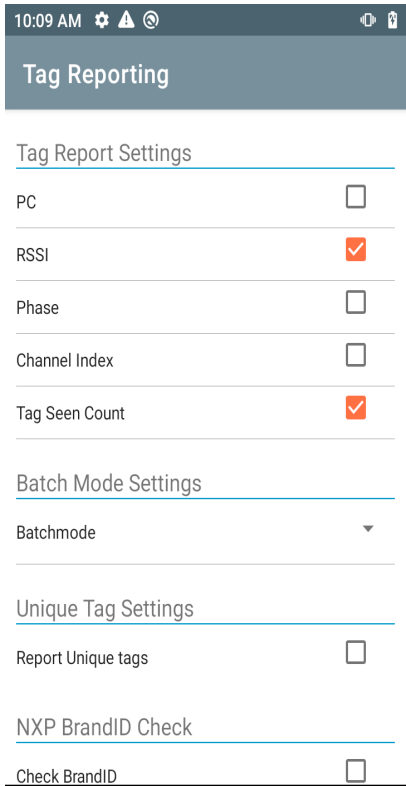 10:09 AM
Tag Reporting
Tag Report Settings
PC
RSSI
Phase
Channel Index
Tag Seen Count
Batch Mode Settings
Batchmode
Unique Tag Settings
Report Unique tags
NXP BrandID Check
Check BrandID